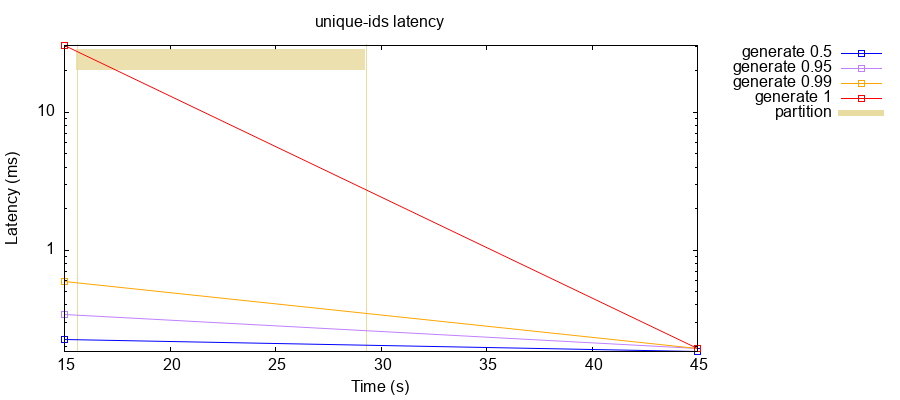 unique-ids latency
generate 0.5
generate 0.95
generate 0.99
generate 1
partition
Latency (ms)
10
1
15 20 25 30 35 40 45
Time (s)